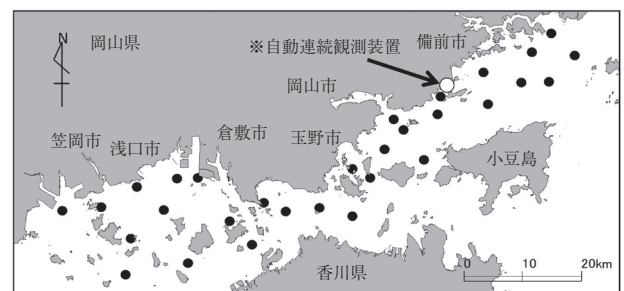 N
岡山県
※自動連続観測装置
備前市
岡山市
倉敷市
玉野市
笠岡市
浅口市
小豆島
香川県
0 10 20km